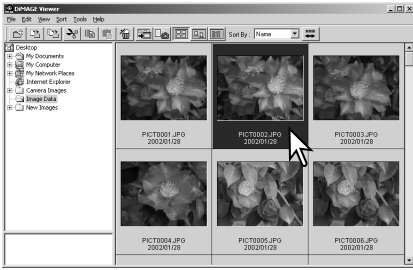 DiMAGE Viewer
File Edit View Sort Tools Help
Sort By : Name
Desktop
My Documents
My Computer
My Network Places
Internet Explorer
Camera Images
Image Data
New Images
PICT0001.JPG
2002/01/28
PICT0002.JPG
2002/01/28
PICT0003.JPG
2002/01/28
PICT0004.JPG
2002/01/28
PICT0005.JPG
2002/01/28
PICT0006.JPG
2002/01/28